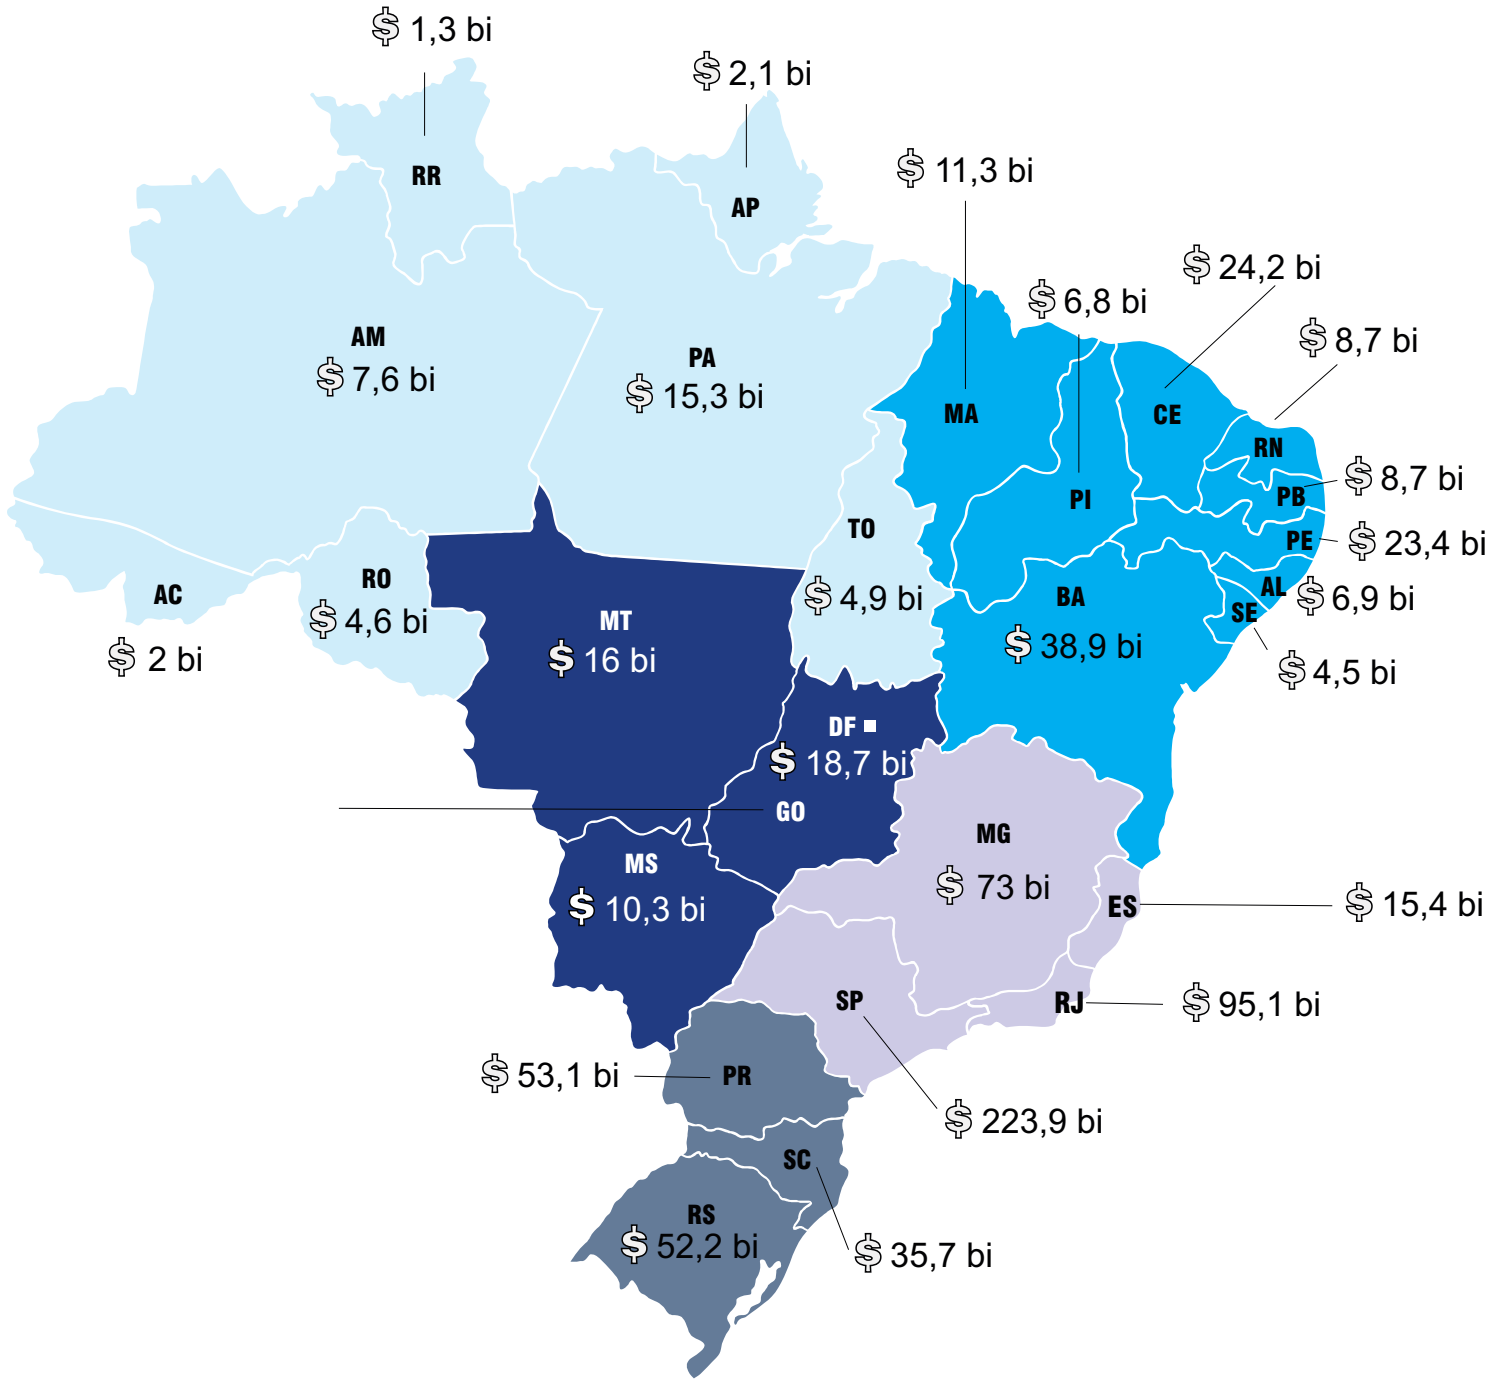 $ 1,3 bi
$ 2,1 bi
$ 11,3 bi
RR
AP
$ 24,2 bi
$ 6,8 bi
$ 8,7 bi
AM
$ 7,6 bi
PA
$ 15,3 bi
MA
CE
RN
$ 8,7 bi
PB
PI
TO
PE
$ 23,4 bi
AC
$ 2 bi
RO
$ 4,6 bi
MT
$ 16 bi
$ 4,9 bi
BA
$ 38,9 bi
AL
$ 6,9 bi
SE
$ 4,5 bi
DF
$ 18,7 bi
GO
MG
$ 73 bi
MS
$ 10,3 bi
ES
$ 15,4 bi
SP
RJ
$ 95,1 bi
$ 53,1 bi
PR
$ 223,9 bi
SC
RS
$ 52,2 bi
$ 35,7 bi